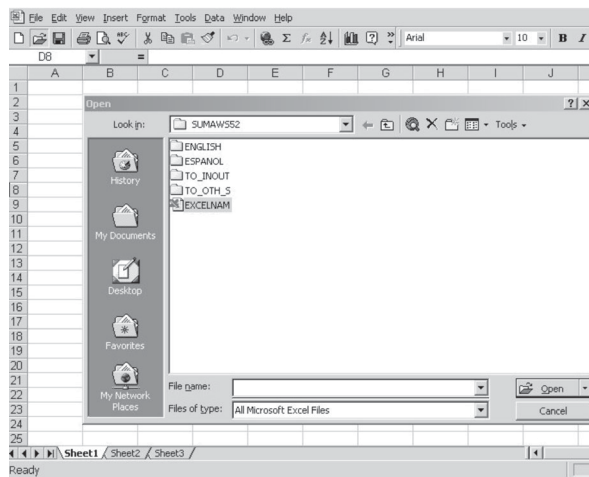 File Edit View Insert Format Tools Data Window Help
Arial 10 B I
D8 =
A B C D E F G H I J
1
2
3
4
5
6
7
8
9
10
11
12
13
14
15
16
17
18
19
20
21
22
23
24
25
Open ? X
Look in: SUMAWS52 Tools
History
My Documents
Desktop
Favorites
My Network
Places
ENGLISH
ESPANOL
TO_INOUT
TO_OTH_S
EXCELNAM
File name: Open
Files of type: All Microsoft Excel Files Cancel
Sheet1 Sheet2 Sheet3
Ready